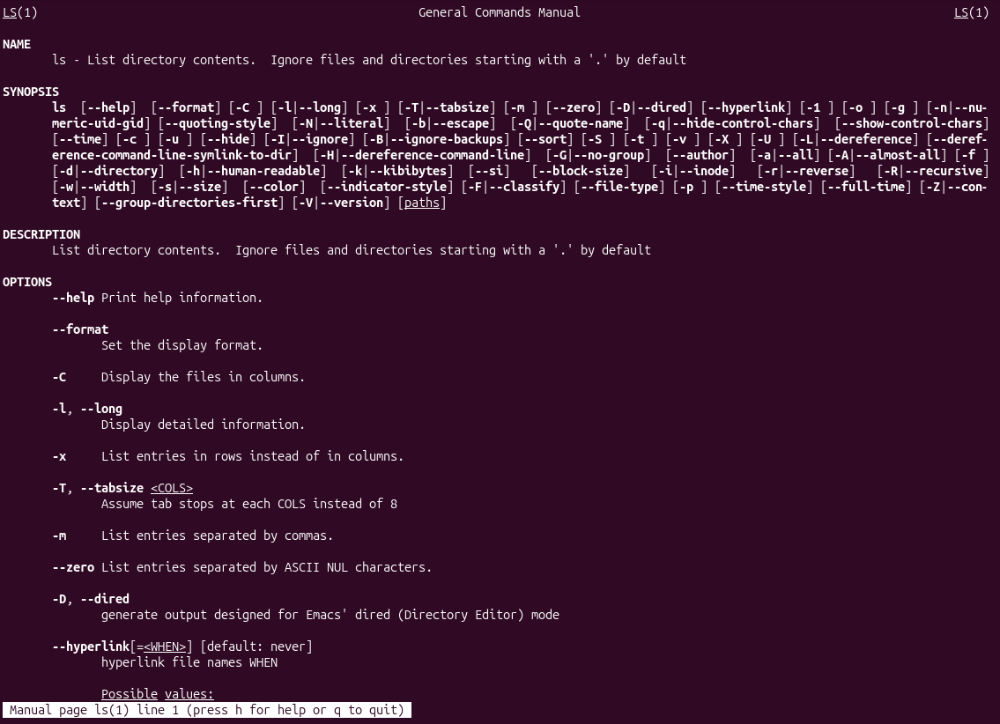 LS(1) General Commands Manual LS(1)
NAME
ls - List directory contents.  Ignore files and directories starting with a '.' by default
SYNOPSIS
ls  [--help]  [--format] [-C ] [-l|--long] [-x ] [-T|--tabsize] [-m ] [--zero] [-D|--dired] [--hyperlink] [-1 ] [-o ] [-g ] [-n|--nu-
meric-uid-gid] [--quoting-style]  [-N|--literal]  [-b|--escape]  [-Q|--quote-name]  [-q|--hide-control-chars]  [--show-control-chars]
[--time] [-c ] [-u ] [--hide] [-I|--ignore] [-B|--ignore-backups] [--sort] [-S ] [-t ] [-v ] [-X ] [-U ] [-L|--dereference] [--deref-
erence-command-line-symlink-to-dir]  [-H|--dereference-command-line]  [-G|--no-group]  [--author]  [-a|--all] [-A|--almost-all] [-f ]
[-d|--directory]  [-h|--human-readable]  [-k|--kibibytes]  [--si]   [--block-size]   [-i|--inode]   [-r|--reverse]   [-R|--recursive]
[-w|--width]  [-s|--size]  [--color]  [--indicator-style] [-F|--classify] [--file-type] [-p ] [--time-style] [--full-time] [-Z|--con-
text] [--group-directories-first] [-V|--version] [paths]
DESCRIPTION
List directory contents.  Ignore files and directories starting with a '.' by default
OPTIONS
--help Print help information.
--format
Set the display format.
-C     Display the files in columns.
-l, --long
Display detailed information.
-x     List entries in rows instead of in columns.
-T, --tabsize <COLS>
Assume tab stops at each COLS instead of 8
-m     List entries separated by commas.
--zero List entries separated by ASCII NUL characters.
-D, --dired
generate output designed for Emacs' dired (Directory Editor) mode
--hyperlink[=<WHEN>] [default: never]
hyperlink file names WHEN
Possible values:
Manual page ls(1) line 1 (press h for help or q to quit)